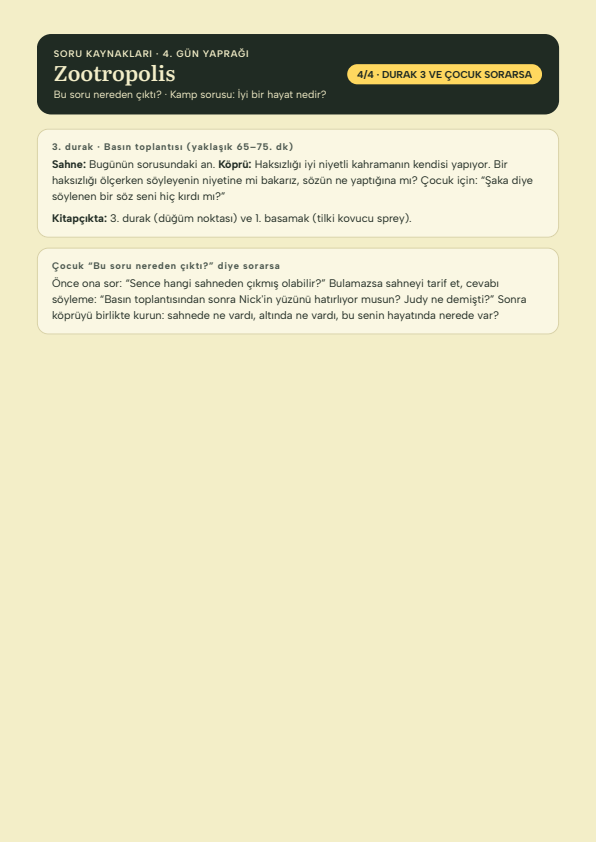 SORU KAYNAKLARI · 4. GÜN YAPRAĞI
Zootropolis
4/4 · DURAK 3 VE ÇOCUK SORARSA
Bu soru nereden çıktı? · Kamp sorusu: İyi bir hayat nedir?
3. durak · Basın toplantısı (yaklaşık 65–75. dk)
Sahne: Bugünün sorusundaki an. Köprü: Haksızlığı iyi niyetli kahramanın kendisi yapıyor. Bir
haksızlığı ölçerken söyleyenin niyetine mi bakarız, sözün ne yaptığına mı? Çocuk için: “Şaka diye
söylenen bir söz seni hiç kırdı mı?”
Kitapçıkta: 3. durak (düğüm noktası) ve 1. basamak (tilki kovucu sprey).
Çocuk “Bu soru nereden çıktı?” diye sorarsa
Önce ona sor: “Sence hangi sahneden çıkmış olabilir?” Bulamazsa sahneyi tarif et, cevabı
söyleme: “Basın toplantısından sonra Nick’in yüzünü hatırlıyor musun? Judy ne demişti?” Sonra
köprüyü birlikte kurun: sahnede ne vardı, altında ne vardı, bu senin hayatında nerede var?